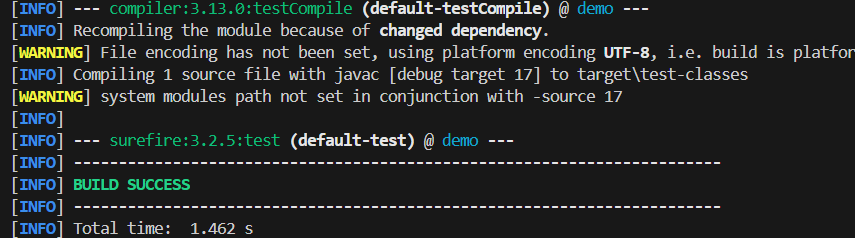 [INFO] --- compiler:3.13.0:testCompile (default-testCompile) @ demo ---
[INFO] Recompiling the module because of changed dependency.
[WARNING] File encoding has not been set, using platform encoding UTF-8, i.e. build is platfor
[INFO] Compiling 1 source file with javac [debug target 17] to target\test-classes
[WARNING] system modules path not set in conjunction with -source 17
[INFO]
[INFO] --- surefire:3.2.5:test (default-test) @ demo ---
[INFO] ------------------------------------------------------------------------
[INFO] BUILD SUCCESS
[INFO] ------------------------------------------------------------------------
[INFO] Total time:  1.462 s